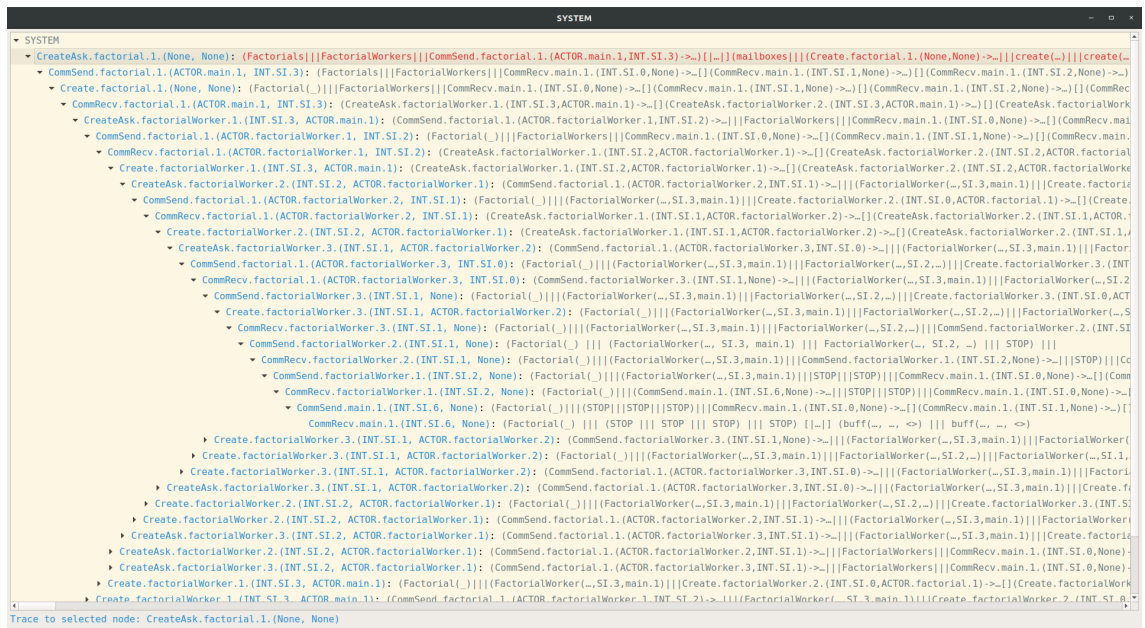 SYSTEM
SYSTEM
CreateAsk.factorial.1.(None, None): (Factorials|||FactorialWorkers|||CommSend.factorial.1.(ACTOR.main.1,INT.SI.3)->…)[|…|](mailboxes|||(Create.factorial.1.(None,None)->…|||create(…)|||create(…
CommSend.factorial.1.(ACTOR.main.1, INT.SI.3): (Factorials|||FactorialWorkers|||CommRecv.main.1.(INT.SI.0,None)->…[](CommRecv.main.1.(INT.SI.1,None)->…)[](CommRecv.main.1.(INT.SI.2,None)->…)
Create.factorial.1.(None, None): (Factorial(_)|||FactorialWorkers|||CommRecv.main.1.(INT.SI.0,None)->…[](CommRecv.main.1.(INT.SI.1,None)->…)[](CommRecv.main.1.(INT.SI.2,None)->…)[](CommRec
CommRecv.factorial.1.(ACTOR.main.1, INT.SI.3): (CreateAsk.factorialWorker.1.(INT.SI.3,ACTOR.main.1)->…[](CreateAsk.factorialWorker.2.(INT.SI.3,ACTOR.main.1)->…)[](CreateAsk.factorialWork
CreateAsk.factorialWorker.1.(INT.SI.3, ACTOR.main.1): (CommSend.factorial.1.(ACTOR.factorialWorker.1,INT.SI.2)->…|||FactorialWorkers|||CommRecv.main.1.(INT.SI.0,None)->…[](CommRecv.mai
CommSend.factorial.1.(ACTOR.factorialWorker.1, INT.SI.2): (Factorial(_)|||FactorialWorkers|||CommRecv.main.1.(INT.SI.0,None)->…[](CommRecv.main.1.(INT.SI.1,None)->…)[](CommRecv.main.
CommRecv.factorial.1.(ACTOR.factorialWorker.1, INT.SI.2): (CreateAsk.factorialWorker.1.(INT.SI.2,ACTOR.factorialWorker.1)->…[](CreateAsk.factorialWorker.2.(INT.SI.2,ACTOR.factorial
Create.factorialWorker.1.(INT.SI.3, ACTOR.main.1): (CreateAsk.factorialWorker.1.(INT.SI.2,ACTOR.factorialWorker.1)->…[](CreateAsk.factorialWorker.2.(INT.SI.2,ACTOR.factorialWorke
CreateAsk.factorialWorker.2.(INT.SI.2, ACTOR.factorialWorker.1): (CommSend.factorial.1.(ACTOR.factorialWorker.2,INT.SI.1)->…|||(FactorialWorker(…,SI.3,main.1)|||Create.factoria
CommSend.factorial.1.(ACTOR.factorialWorker.2, INT.SI.1): (Factorial(_)|||(FactorialWorker(…,SI.3,main.1)|||Create.factorialWorker.2.(INT.SI.0,ACTOR.factorial.1)->…[](Create.
CommRecv.factorial.1.(ACTOR.factorialWorker.2, INT.SI.1): (CreateAsk.factorialWorker.1.(INT.SI.1,ACTOR.factorialWorker.2)->…[](CreateAsk.factorialWorker.2.(INT.SI.1,ACTOR.
Create.factorialWorker.2.(INT.SI.2, ACTOR.factorialWorker.1): (CreateAsk.factorialWorker.1.(INT.SI.1,ACTOR.factorialWorker.2)->…[](CreateAsk.factorialWorker.2.(INT.SI.1,
CreateAsk.factorialWorker.3.(INT.SI.1, ACTOR.factorialWorker.2): (CommSend.factorial.1.(ACTOR.factorialWorker.3,INT.SI.0)->…|||(FactorialWorker(…,SI.3,main.1)|||Factor
CommSend.factorial.1.(ACTOR.factorialWorker.3, INT.SI.0): (Factorial(_)|||(FactorialWorker(…,SI.3,main.1)|||FactorialWorker(…,SI.2,…)|||Create.factorialWorker.3.(INT
CommRecv.factorial.1.(ACTOR.factorialWorker.3, INT.SI.0): (CommSend.factorialWorker.3.(INT.SI.1,None)->…|||(FactorialWorker(…,SI.3,main.1)|||FactorialWorker(…,SI.2
CommSend.factorialWorker.3.(INT.SI.1, None): (Factorial(_)|||(FactorialWorker(…,SI.3,main.1)|||FactorialWorker(…,SI.2,…)|||Create.factorialWorker.3.(INT.SI.0,ACT
Create.factorialWorker.3.(INT.SI.1, ACTOR.factorialWorker.2): (Factorial(_)|||(FactorialWorker(…,SI.3,main.1)|||FactorialWorker(…,SI.2,…)|||FactorialWorker(…,S
CommRecv.factorialWorker.3.(INT.SI.1, None): (Factorial(_)|||(FactorialWorker(…,SI.3,main.1)|||FactorialWorker(…,SI.2,…)|||CommSend.factorialWorker.2.(INT.SI
CommSend.factorialWorker.2.(INT.SI.1, None): (Factorial(_) ||| (FactorialWorker(…, SI.3, main.1) ||| FactorialWorker(…, SI.2, …) ||| STOP) |||
CommRecv.factorialWorker.2.(INT.SI.1, None): (Factorial(_)|||(FactorialWorker(…,SI.3,main.1)|||CommSend.factorialWorker.1.(INT.SI.2,None)->…|||STOP)|||Co
CommSend.factorialWorker.1.(INT.SI.2, None): (Factorial(_)|||(FactorialWorker(…,SI.3,main.1)|||STOP|||STOP)|||CommRecv.main.1.(INT.SI.0,None)->…[](Com
CommRecv.factorialWorker.1.(INT.SI.2, None): (Factorial(_)|||(CommSend.main.1.(INT.SI.6,None)->…|||STOP|||STOP)|||CommRecv.main.1.(INT.SI.0,None)->…[
CommSend.main.1.(INT.SI.6, None): (Factorial(_)|||(STOP|||STOP|||STOP)|||CommRecv.main.1.(INT.SI.0,None)->…[](CommRecv.main.1.(INT.SI.1,None)->…)[
CommRecv.main.1.(INT.SI.6, None): (Factorial(_) ||| (STOP ||| STOP ||| STOP) ||| STOP) [|…|] (buff(…, …, <>) ||| buff(…, …, <>)
Create.factorialWorker.3.(INT.SI.1, ACTOR.factorialWorker.2): (CommSend.factorialWorker.3.(INT.SI.1,None)->…|||(FactorialWorker(…,SI.3,main.1)|||FactorialWorker(
Create.factorialWorker.3.(INT.SI.1, ACTOR.factorialWorker.2): (Factorial(_)|||(FactorialWorker(…,SI.3,main.1)|||FactorialWorker(…,SI.2,…)|||FactorialWorker(…,SI.1,
Create.factorialWorker.3.(INT.SI.1, ACTOR.factorialWorker.2): (CommSend.factorial.1.(ACTOR.factorialWorker.3,INT.SI.0)->…|||(FactorialWorker(…,SI.3,main.1)|||Factori
CreateAsk.factorialWorker.3.(INT.SI.1, ACTOR.factorialWorker.2): (CommSend.factorial.1.(ACTOR.factorialWorker.3,INT.SI.0)->…|||(FactorialWorker(…,SI.3,main.1)|||Create.fa
Create.factorialWorker.2.(INT.SI.2, ACTOR.factorialWorker.1): (Factorial(_)|||(FactorialWorker(…,SI.3,main.1)|||FactorialWorker(…,SI.2,…)|||Create.factorialWorker.3.(INT.S
Create.factorialWorker.2.(INT.SI.2, ACTOR.factorialWorker.1): (CommSend.factorial.1.(ACTOR.factorialWorker.2,INT.SI.1)->…|||(FactorialWorker(…,SI.3,main.1)|||FactorialWorker(
CreateAsk.factorialWorker.3.(INT.SI.2, ACTOR.factorialWorker.1): (CommSend.factorial.1.(ACTOR.factorialWorker.3,INT.SI.1)->…|||(FactorialWorker(…,SI.3,main.1)|||Create.factoria
CreateAsk.factorialWorker.2.(INT.SI.2, ACTOR.factorialWorker.1): (CommSend.factorial.1.(ACTOR.factorialWorker.2,INT.SI.1)->…|||FactorialWorkers|||CommRecv.main.1.(INT.SI.0,None)-
CreateAsk.factorialWorker.3.(INT.SI.2, ACTOR.factorialWorker.1): (CommSend.factorial.1.(ACTOR.factorialWorker.3,INT.SI.1)->…|||FactorialWorkers|||CommRecv.main.1.(INT.SI.0,None)-
Create.factorialWorker.1.(INT.SI.3, ACTOR.main.1): (Factorial(_)|||(FactorialWorker(…,SI.3,main.1)|||Create.factorialWorker.2.(INT.SI.0,ACTOR.factorial.1)->…[](Create.factorialWork
Create.factorialWorker.1.(INT.SI.3, ACTOR.main.1): (CommSend.factorial.1.(ACTOR.factorialWorker.1,INT.SI.2)->…|||(FactorialWorker(…,SI.3,main.1)|||Create.factorialWorker.2.(INT.SI.0
Trace to selected node: CreateAsk.factorial.1.(None, None)